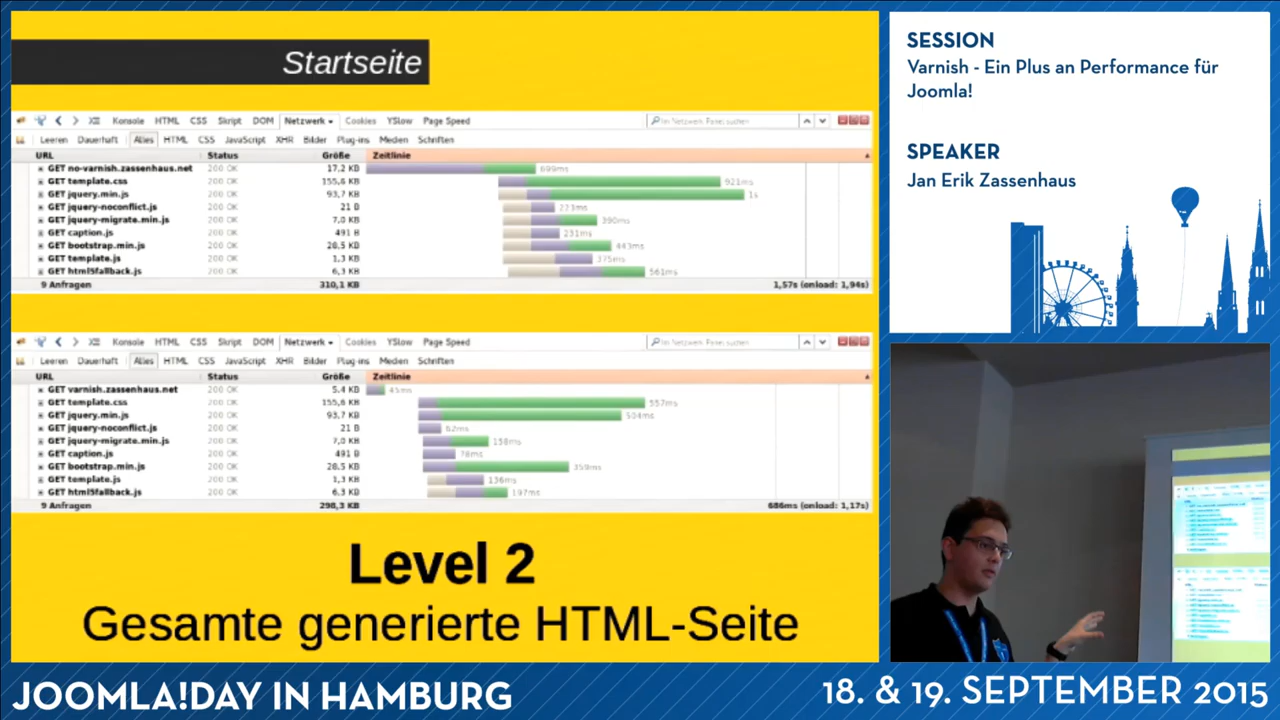 Startseite
Konsole HTML CSS Skript DOM Netzwerk Cookies YSlow Page Speed Im Netzwerk Panel suchen
Leeren Dauerhaft Alles HTML CSS JavaScript XHR Bilder Plug-ins Medien Schriften
URL Status Größe Zeitlinie
GET no-varnish.zassenhaus.net 200 OK 17,2 KB 699ms
GET template.css 200 OK 155,6 KB 921ms
GET jquery.min.js 200 OK 93,7 KB 1s
GET jquery-noconflict.js 200 OK 21 B 223ms
GET jquery-migrate.min.js 200 OK 7,0 KB 390ms
GET caption.js 200 OK 491 B 231ms
GET bootstrap.min.js 200 OK 28,5 KB 443ms
GET template.js 200 OK 1,3 KB 375ms
GET html5fallback.js 200 OK 6,3 KB 561ms
9 Anfragen 310,1 KB 1,57s (onload: 1,94s)
Konsole HTML CSS Skript DOM Netzwerk Cookies YSlow Page Speed Im Netzwerk Panel suchen
Leeren Dauerhaft Alles HTML CSS JavaScript XHR Bilder Plug-ins Medien Schriften
URL Status Größe Zeitlinie
GET varnish.zassenhaus.net 200 OK 5,4 KB 45ms
GET template.css 200 OK 155,6 KB 557ms
GET jquery.min.js 200 OK 93,7 KB
GET jquery-noconflict.js 200 OK 21 B 82ms
GET jquery-migrate.min.js 200 OK 7,0 KB 158ms
GET caption.js 200 OK 491 B 78ms
GET bootstrap.min.js 200 OK 28,5 KB 359ms
GET template.js 200 OK 1,3 KB 136ms
GET html5fallback.js 200 OK 6,3 KB 197ms
9 Anfragen 298,3 KB 686ms (onload: 1,17s)
Level 2
Gesamte generierte HTML-Seite
SESSION
Varnish - Ein Plus an Performance für
Joomla!
SPEAKER
Jan Erik Zassenhaus
JOOMLA!DAY IN HAMBURG
18. & 19. SEPTEMBER 2015